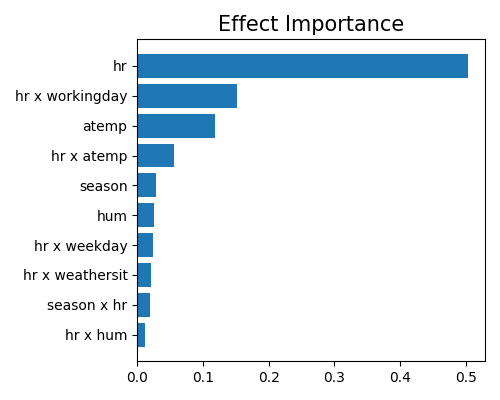 Effect Importance
hr
hr x workingday
atemp
hr x atemp
season
hum
hr x weekday
hr x weathersit
season x hr
hr x hum
0.0 0.1 0.2 0.3 0.4 0.5